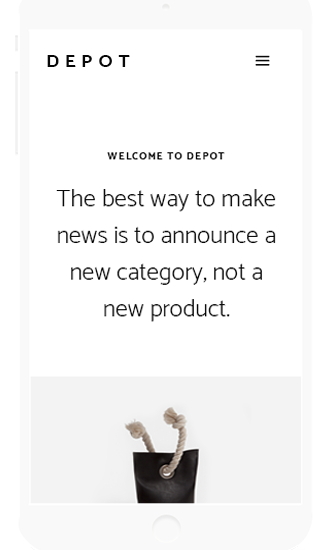 DEPOT
WELCOME TO DEPOT
The best way to make
news is to announce a
new category, not a
new product.